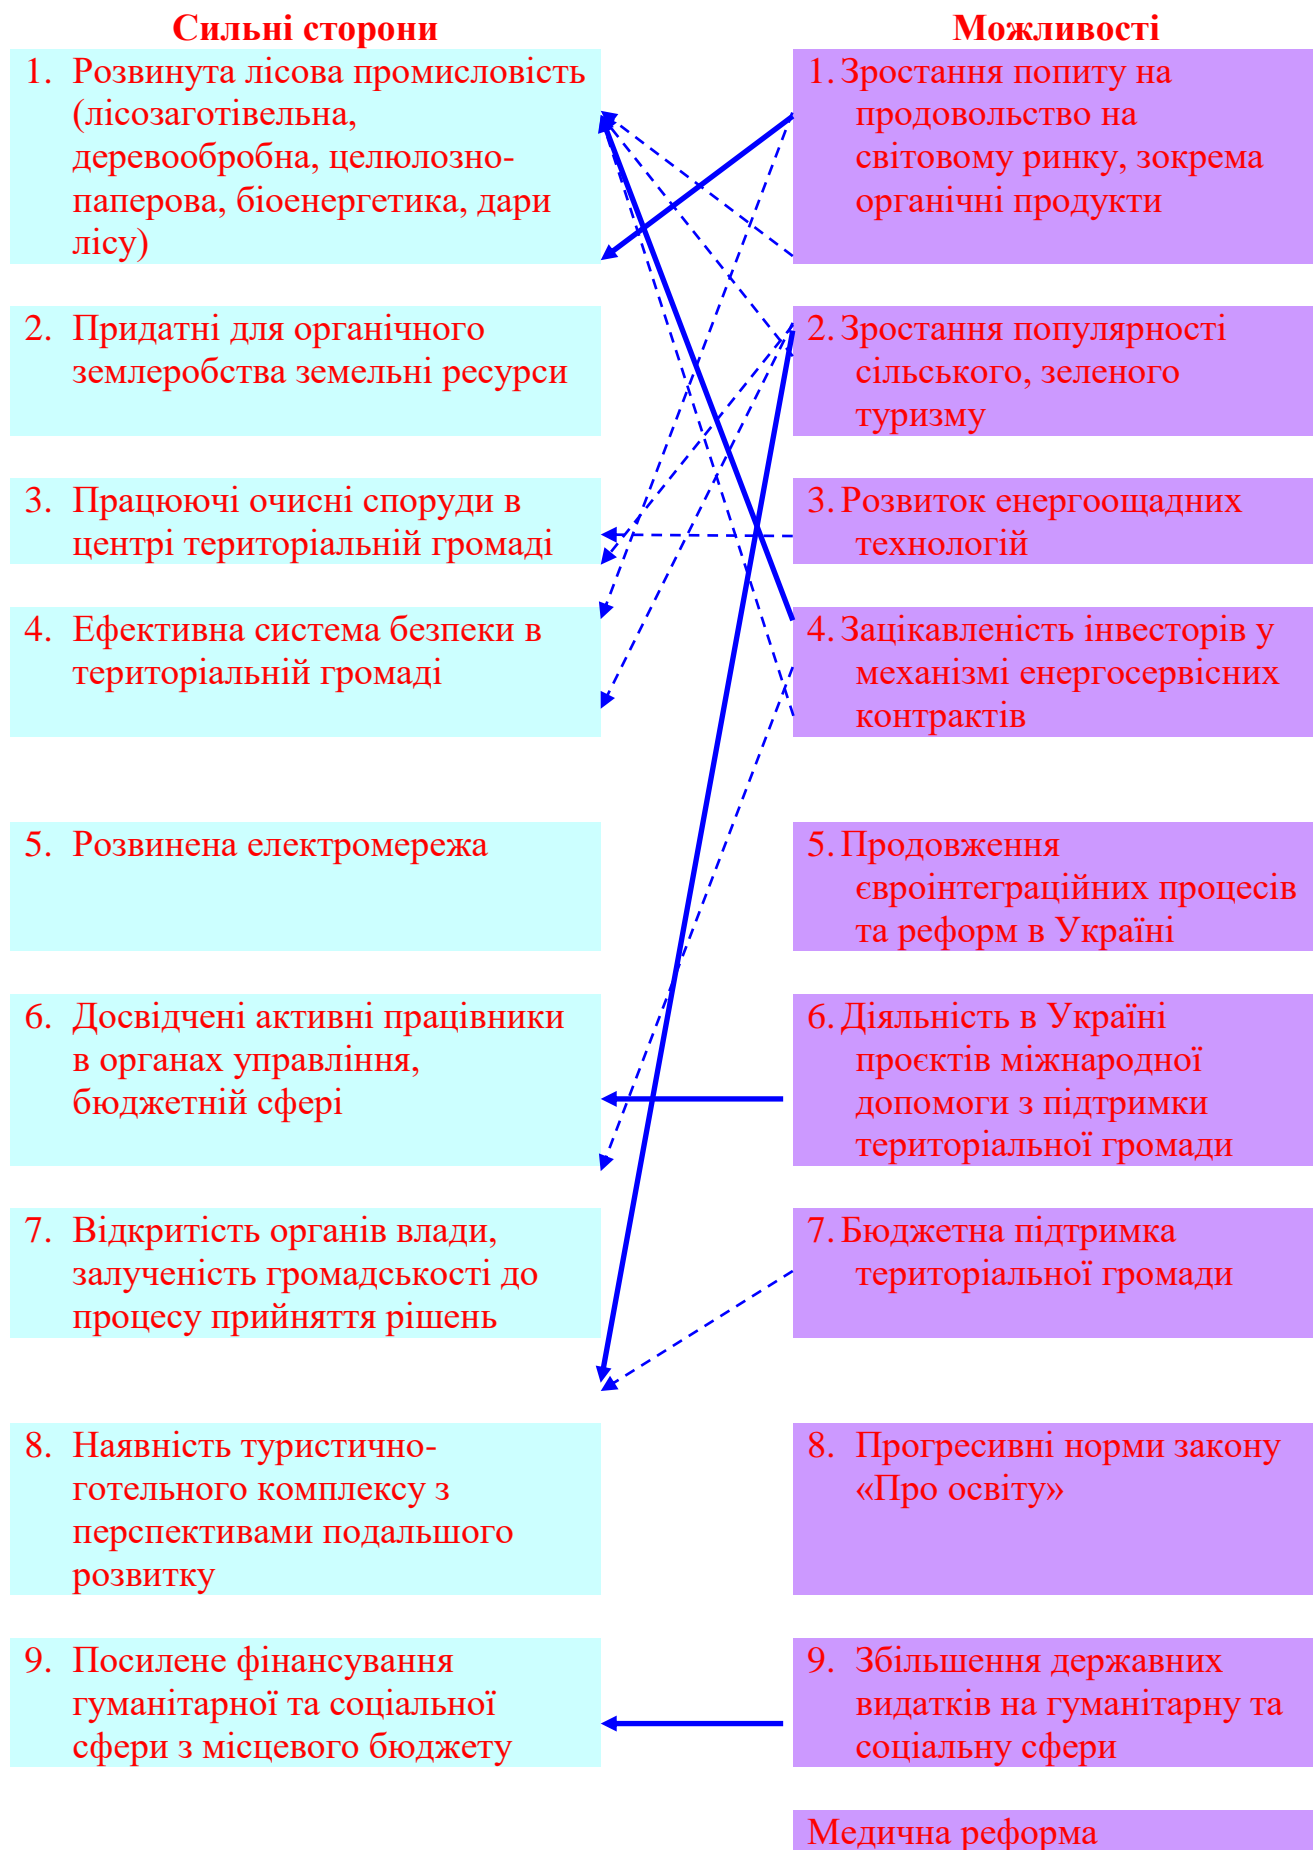 Сильні сторони
1. Розвинута лісова промисловість
(лісозаготівельна,
деревообробна, целюлозно-
паперова, біоенергетика, дари
лісу)
2. Придатні для органічного
землеробства земельні ресурси
3. Працюючі очисні споруди в
центрі територіальній громаді
4. Ефективна система безпеки в
територіальній громаді
5. Розвинена електромережа
6. Досвідчені активні працівники
в органах управління,
бюджетній сфері
7. Відкритість органів влади,
залученість громадськості до
процесу прийняття рішень
8. Наявність туристично-
готельного комплексу з
перспективами подальшого
розвитку
9. Посилене фінансування
гуманітарної та соціальної
сфери з місцевого бюджету
Можливості
1. Зростання попиту на
продовольство на
світовому ринку, зокрема
органічні продукти
2. Зростання популярності
сільського, зеленого
туризму
3. Розвиток енергоощадних
технологій
4. Зацікавленість інвесторів у
механізмі енергосервісних
контрактів
5. Продовження
євроінтеграційних процесів
та реформ в Україні
6. Діяльність в Україні
проєктів міжнародної
допомоги з підтримки
територіальної громади
7. Бюджетна підтримка
територіальної громади
8. Прогресивні норми закону
«Про освіту»
9. Збільшення державних
видатків на гуманітарну та
соціальну сфери
Медична реформа